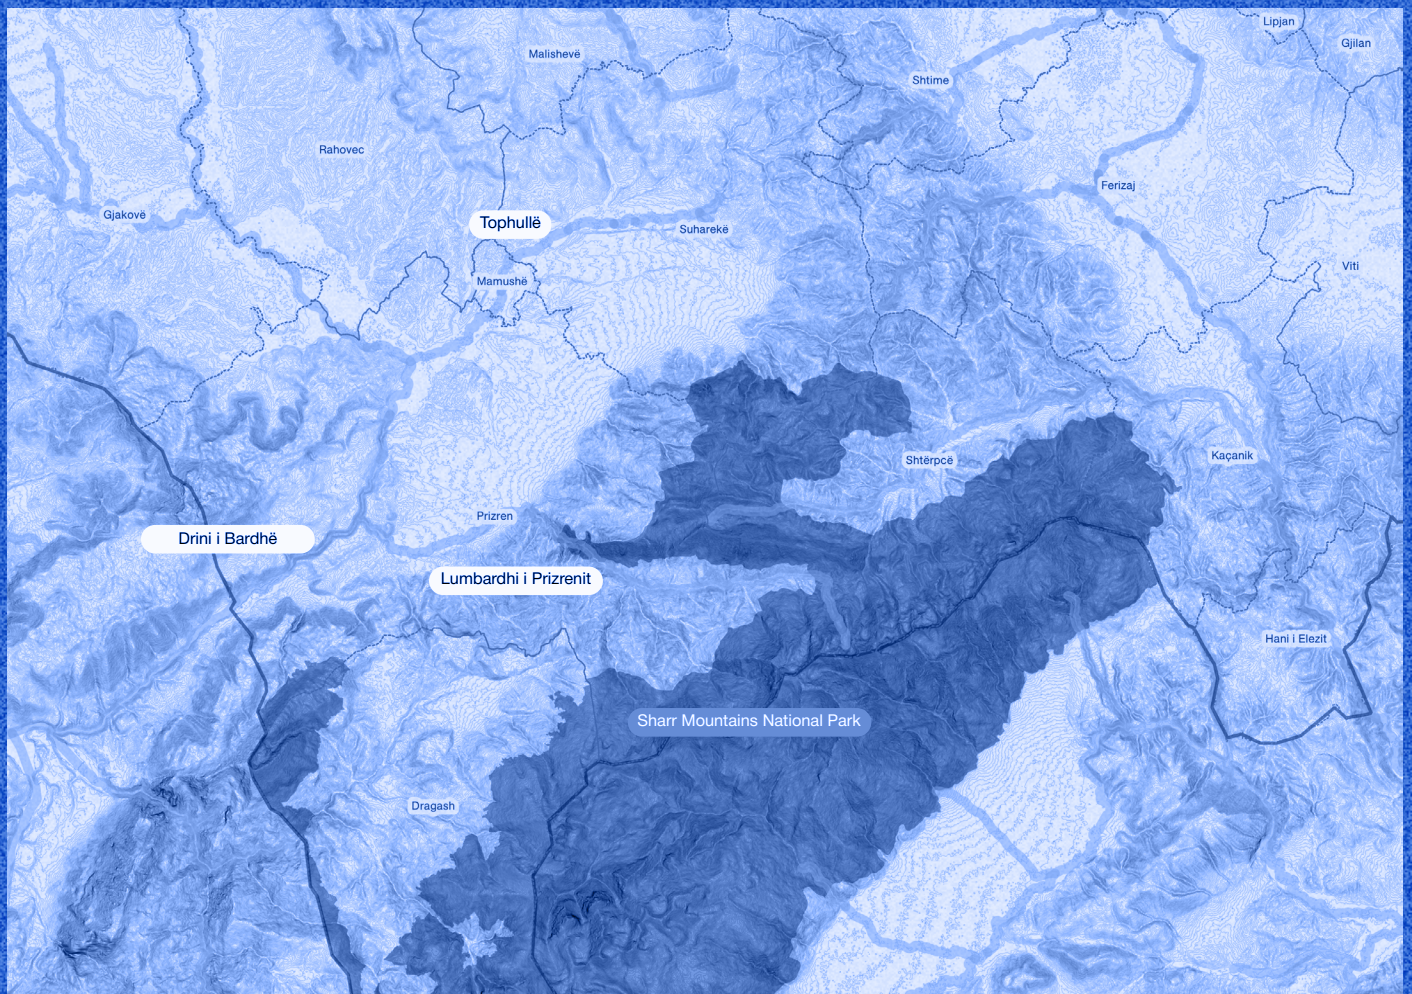 Lipjan
Gjilan
Malishevë
Shtime
Rahovec
Ferizaj
Gjakovë
Tophullë
Suharekë
Viti
Mamushë
Kaçanik
Shtërpcë
Prizren
Drini i Bardhë
Lumbardhi i Prizrenit
Hani i Elezit
Sharr Mountains National Park
Dragash